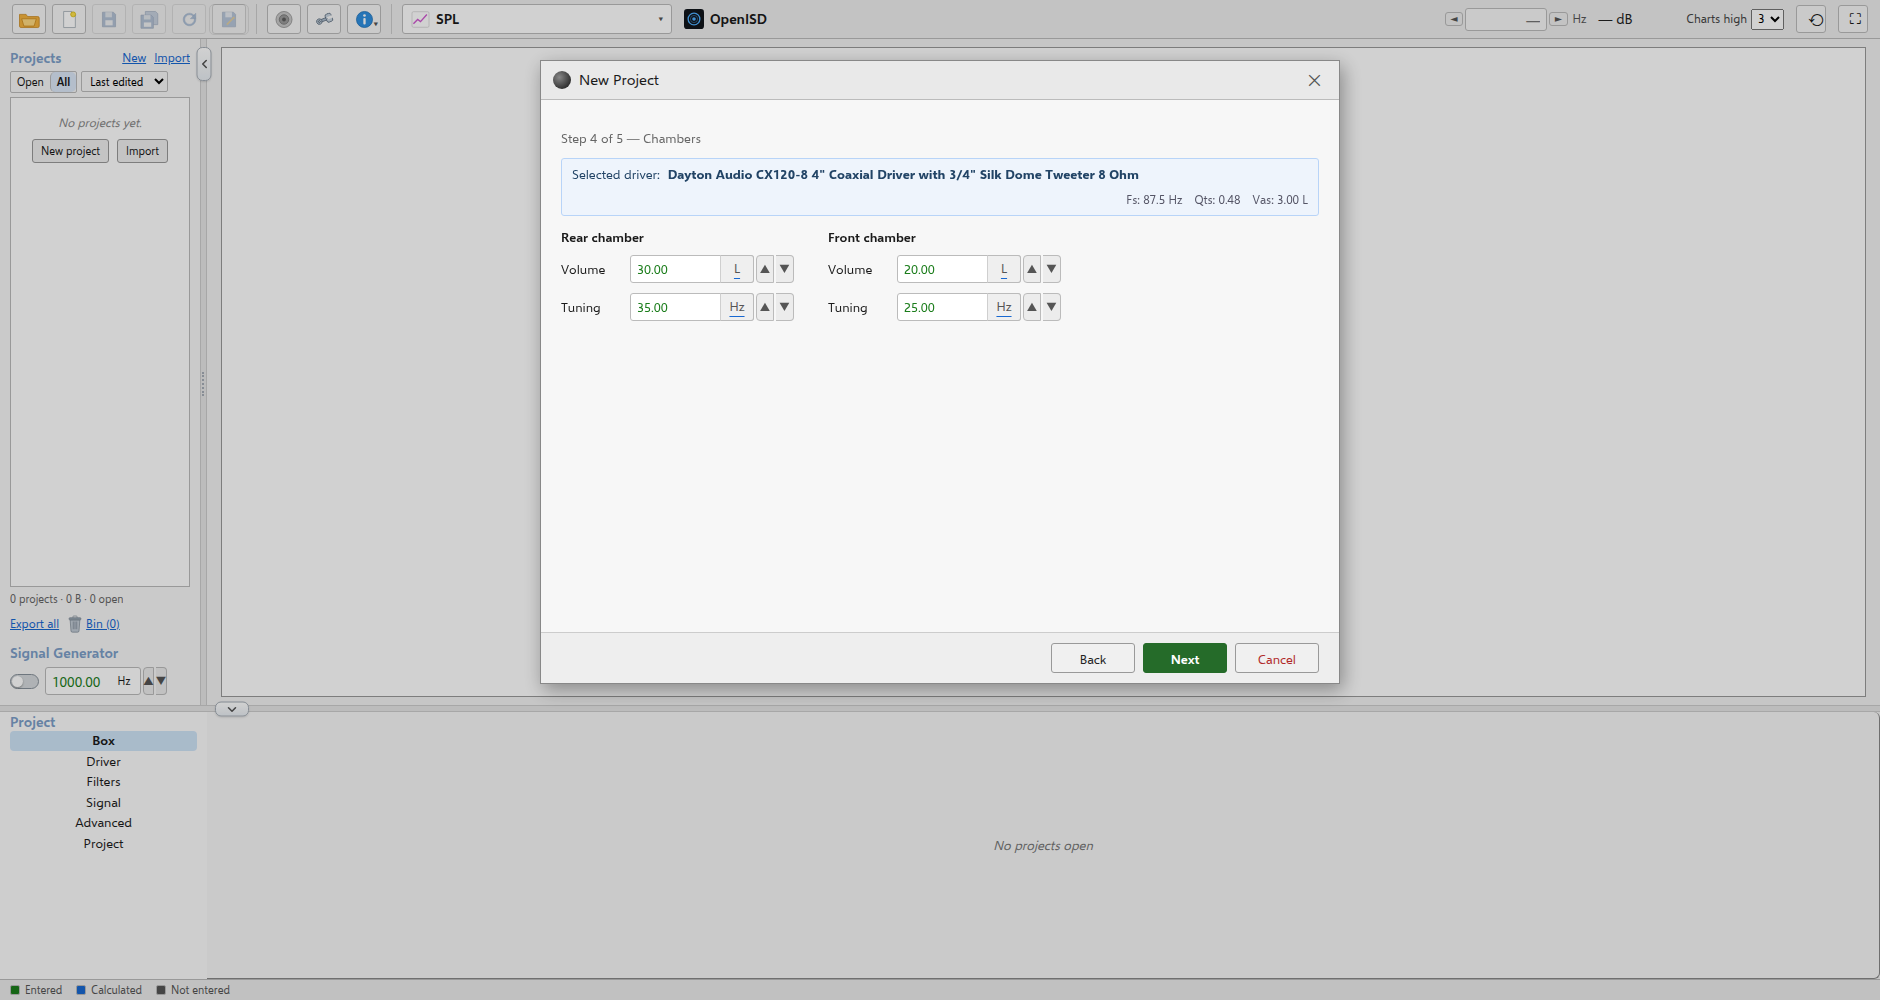 SPL
OpenISD
—
Hz
— dB
Charts high
3
Projects
New
Import
Open
All
Last edited
No projects yet.
New project
Import
0 projects · 0 B · 0 open
Export all
Bin (0)
Signal Generator
1000.00
Hz
Project
Box
Driver
Filters
Signal
Advanced
Project
New Project
Step 4 of 5 — Chambers
Selected driver: Dayton Audio CX120-8 4" Coaxial Driver with 3/4" Silk Dome Tweeter 8 Ohm
Fs: 87.5 Hz Qts: 0.48 Vas: 3.00 L
Rear chamber
Volume
30.00
L
Tuning
35.00
Hz
Front chamber
Volume
20.00
L
Tuning
25.00
Hz
Back
Next
Cancel
No projects open
Entered
Calculated
Not entered